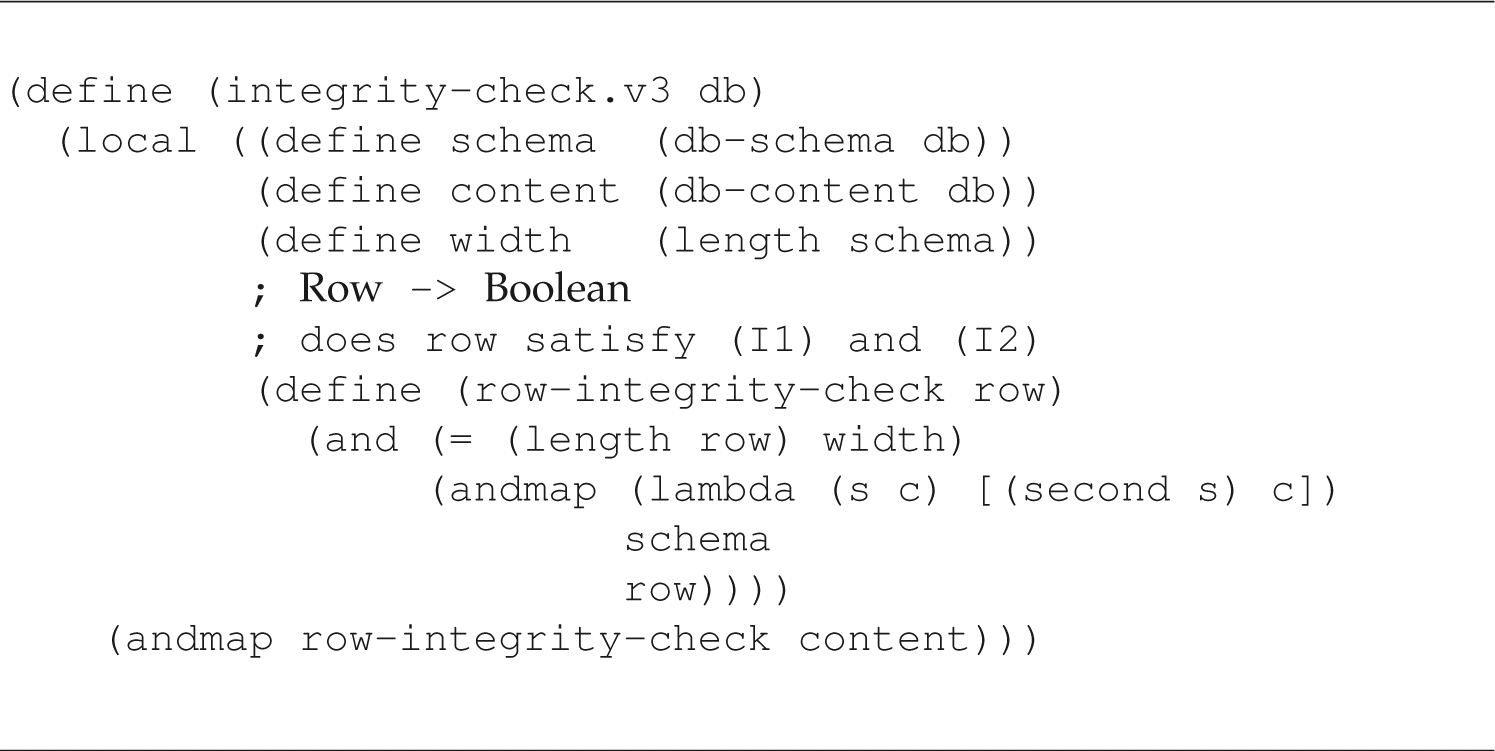 (define (integrity-check.v3 db)
  (local ((define schema  (db-schema db))
          (define content (db-content db))
          (define width   (length schema))
          ; Row -> Boolean
          ; does row satisfy (I1) and (I2)
          (define (row-integrity-check row)
            (and (= (length row) width)
                 (andmap (lambda (s c) [(second s) c])
                         schema
                         row))))
    (andmap row-integrity-check content)))